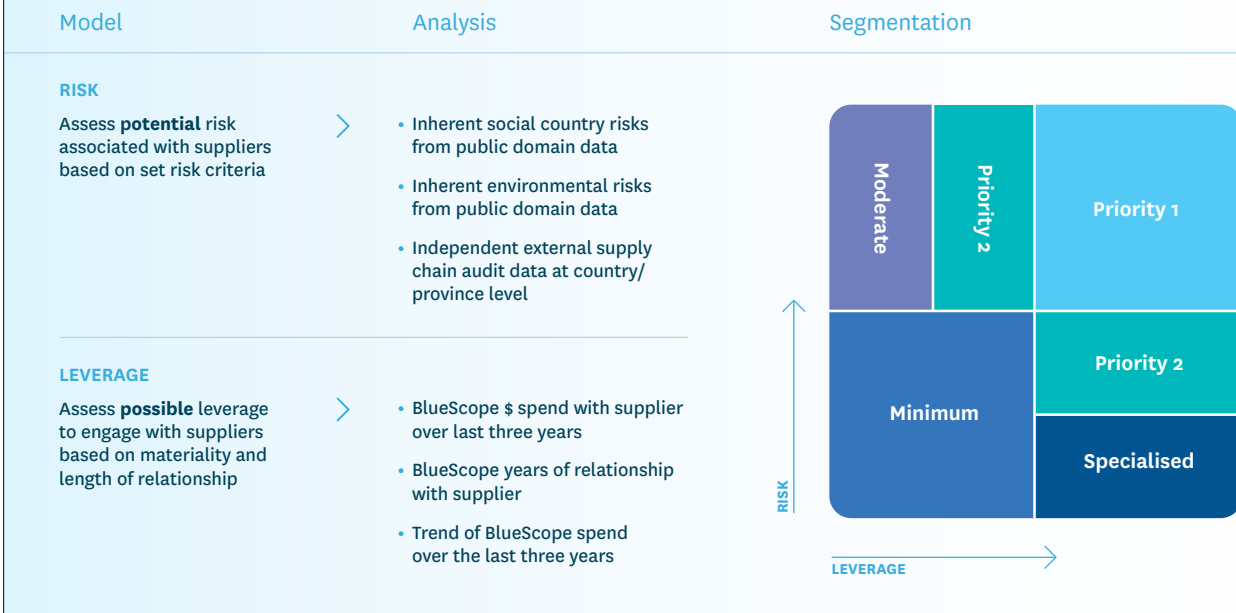 Model
Analysis
Segmentation
RISK
Assess potential risk
associated with suppliers
based on set risk criteria
• Inherent social country risks
from public domain data
• Inherent environmental risks
from public domain data
• Independent external supply
chain audit data at country/
province level
LEVERAGE
Assess possible leverage
to engage with suppliers
based on materiality and
length of relationship
• BlueScope $ spend with supplier
over last three years
• BlueScope years of relationship
with supplier
• Trend of BlueScope spend
over the last three years
Moderate
Priority 2
Priority 1
Minimum
Priority 2
Specialised
RISK
LEVERAGE